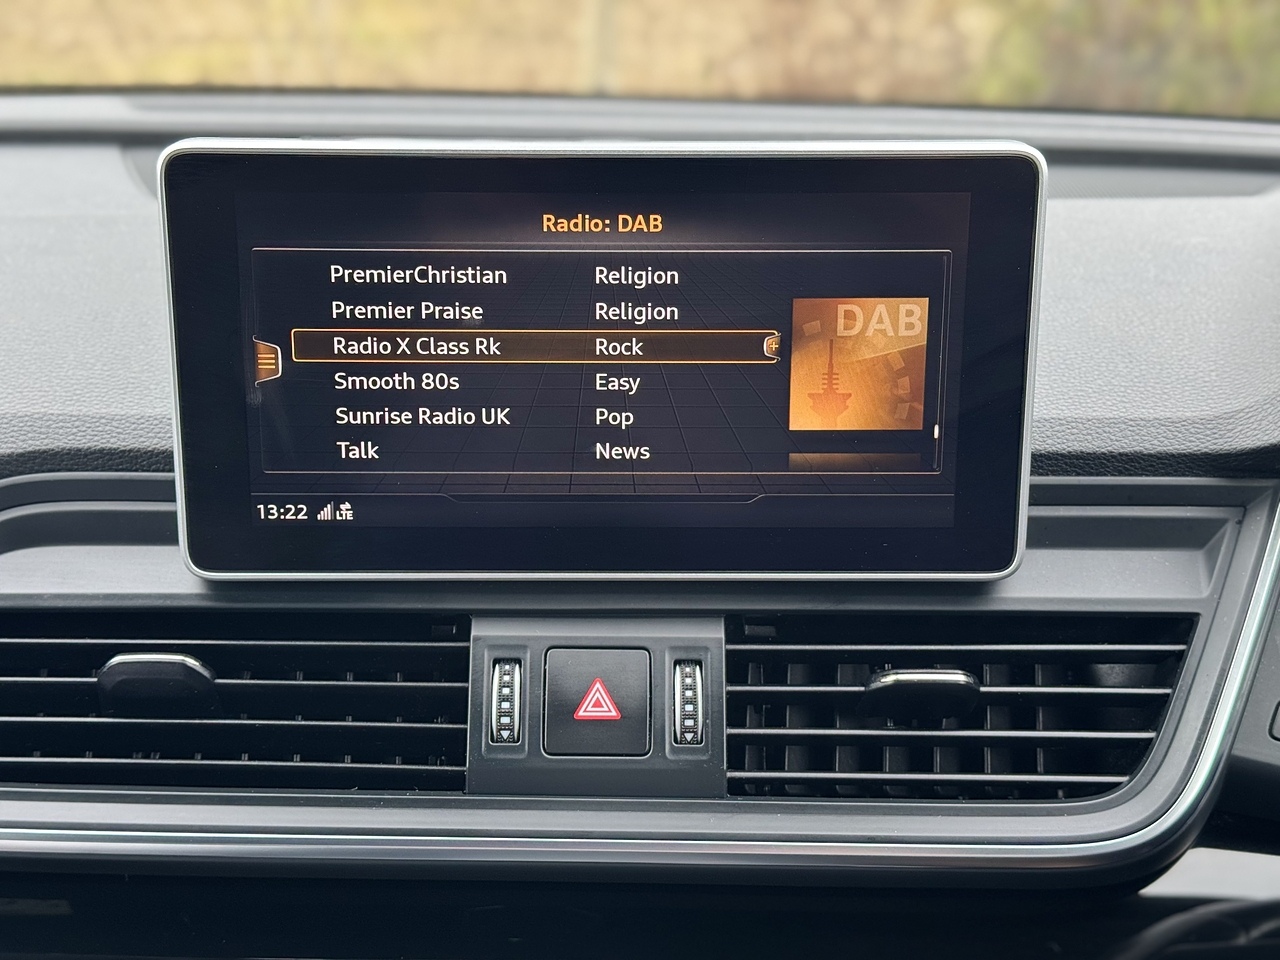 Radio: DAB
PremierChristian Religion
Premier Praise Religion
Radio X Class Rk Rock
Smooth 80s Easy
Sunrise Radio UK Pop
Talk News
DAB
13:22 LTE